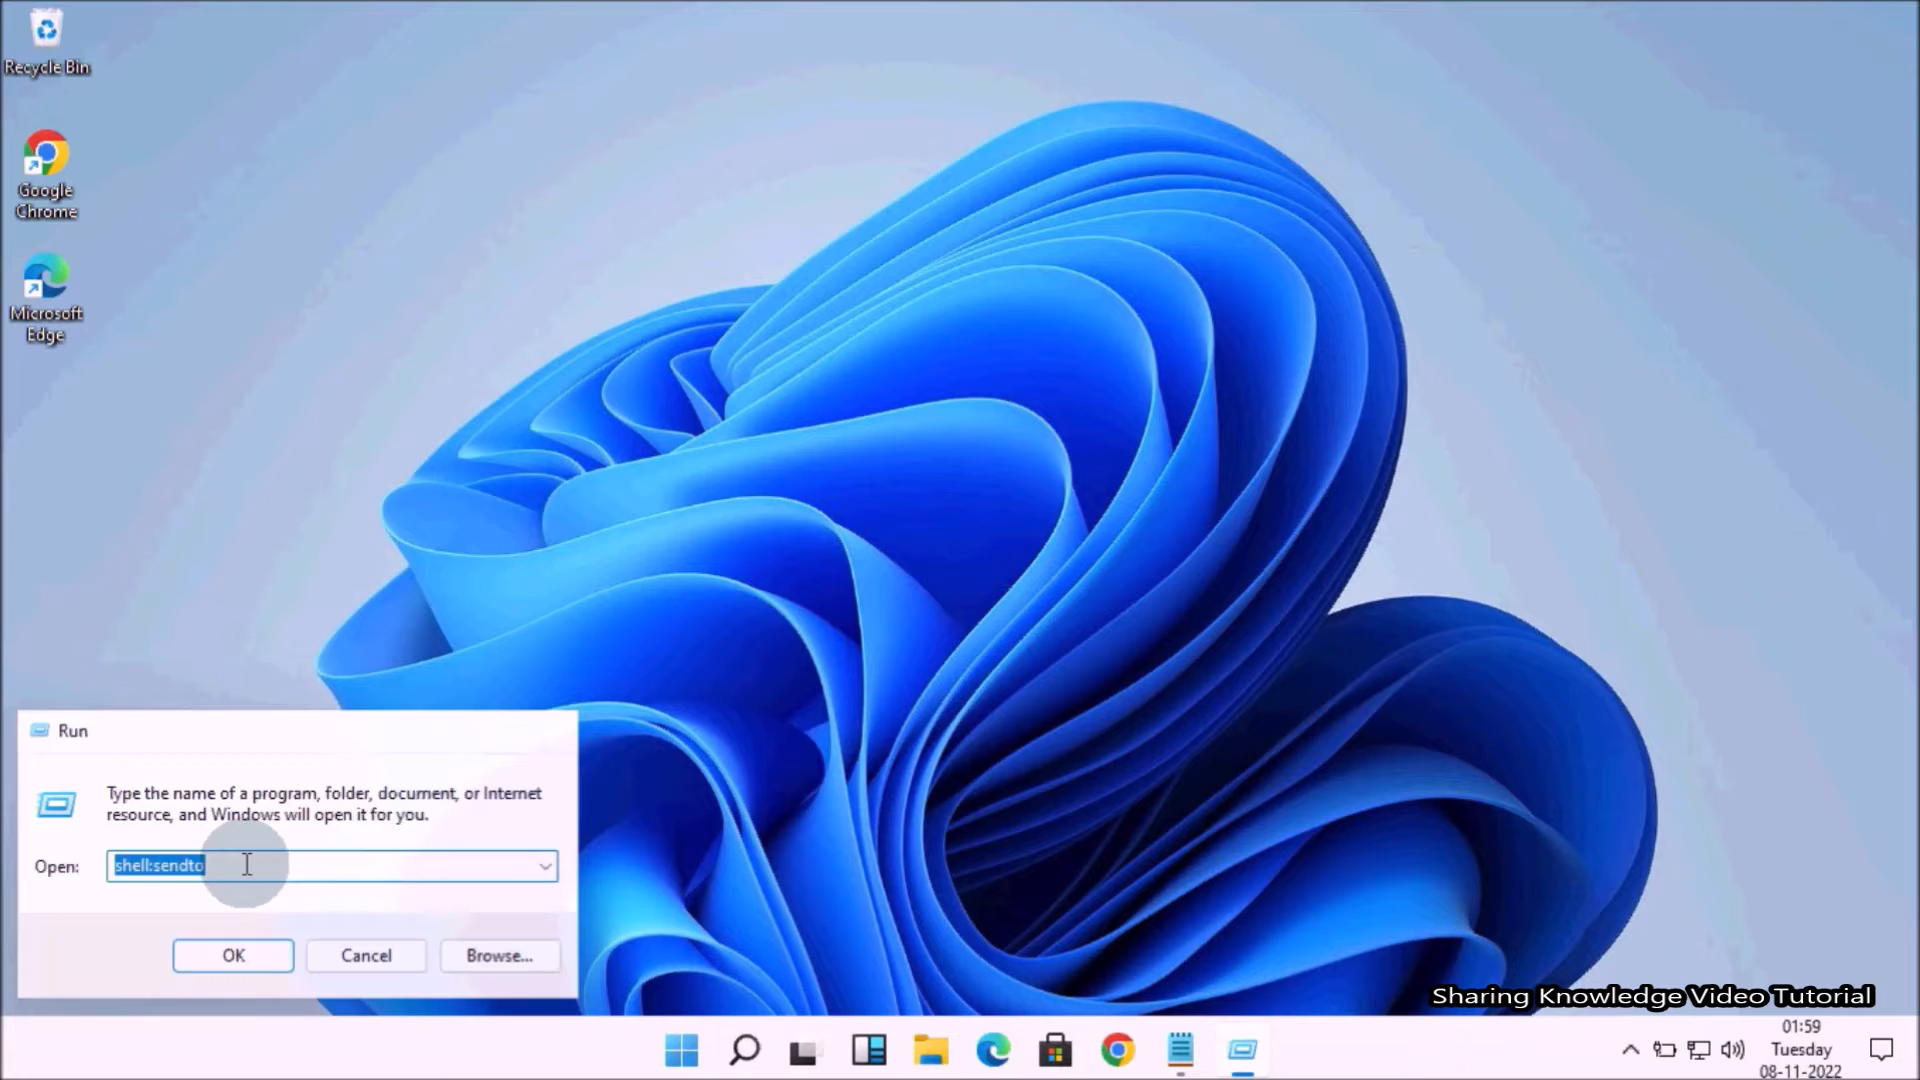 Recycle Bin
Google
Chrome
Microsoft
Edge
Run
Type the name of a program, folder, document, or Internet
resource, and Windows will open it for you.
Open:
shell:sendto
OK
Cancel
Browse...
Sharing Knowledge Video Tutorial
01:59
Tuesday
08-11-2022